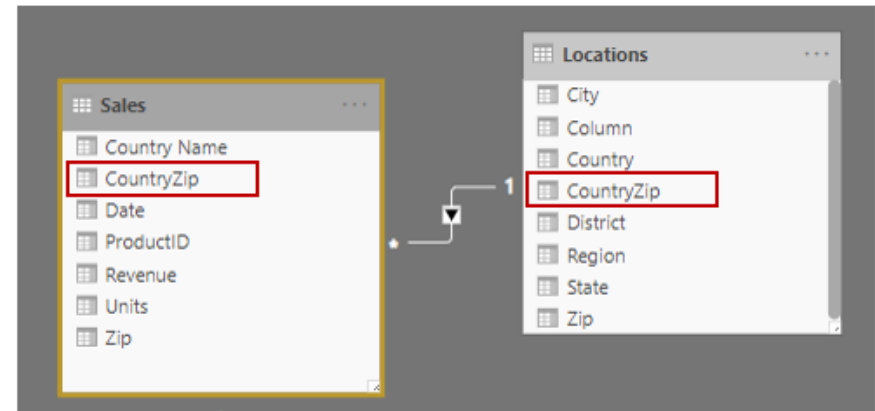 Sales
Country Name
CountryZip
Date
ProductID
Revenue
Units
Zip
*
1
Locations
City
Column
Country
CountryZip
District
Region
State
Zip